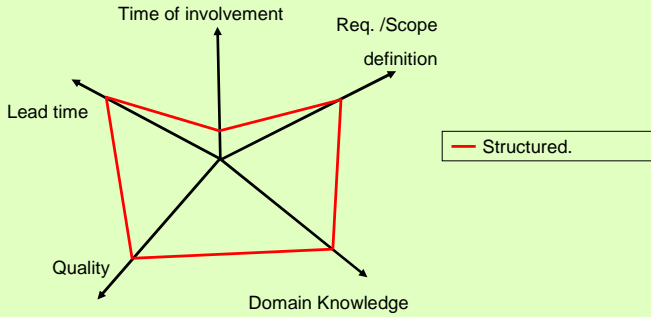 Time of involvement
Req. /Scope
definition
Lead time
Structured.
Quality
Domain Knowledge